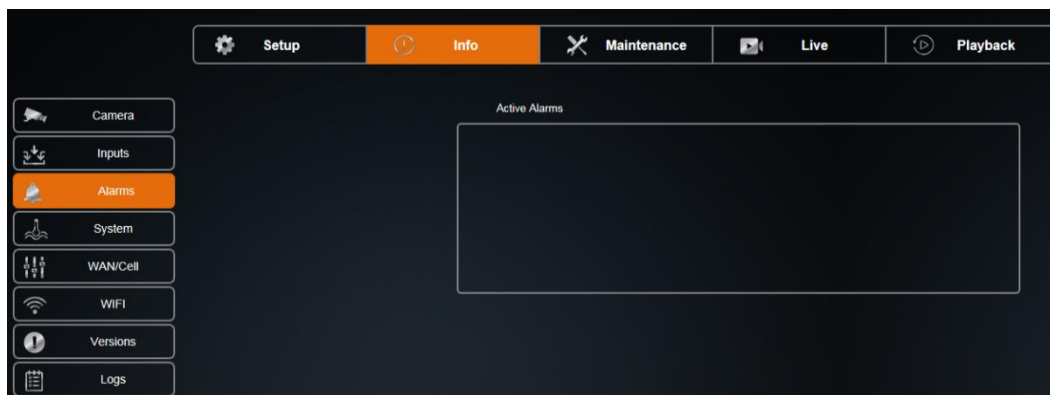 Setup
Info
Maintenance
Live
Playback
Camera
Inputs
Alarms
System
WAN/Cell
WIFI
Versions
Logs
Active Alarms